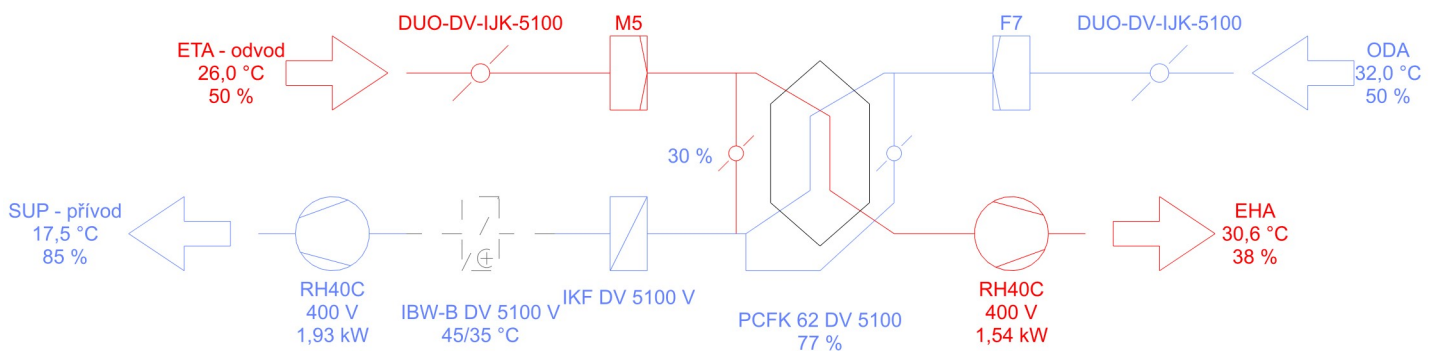 DUO-DV-IJK-5100
M5
F7
DUO-DV-IJK-5100
ETA - odvod
26,0 °C
50 %
ODA
32,0 °C
50 %
30 %
SUP - přívod
17,5 °C
85 %
EHA
30,6 °C
38 %
RH40C
400 V
1,93 kW
IBW-B DV 5100 V
45/35 °C
IKF DV 5100 V
PCFK 62 DV 5100
77 %
RH40C
400 V
1,54 kW